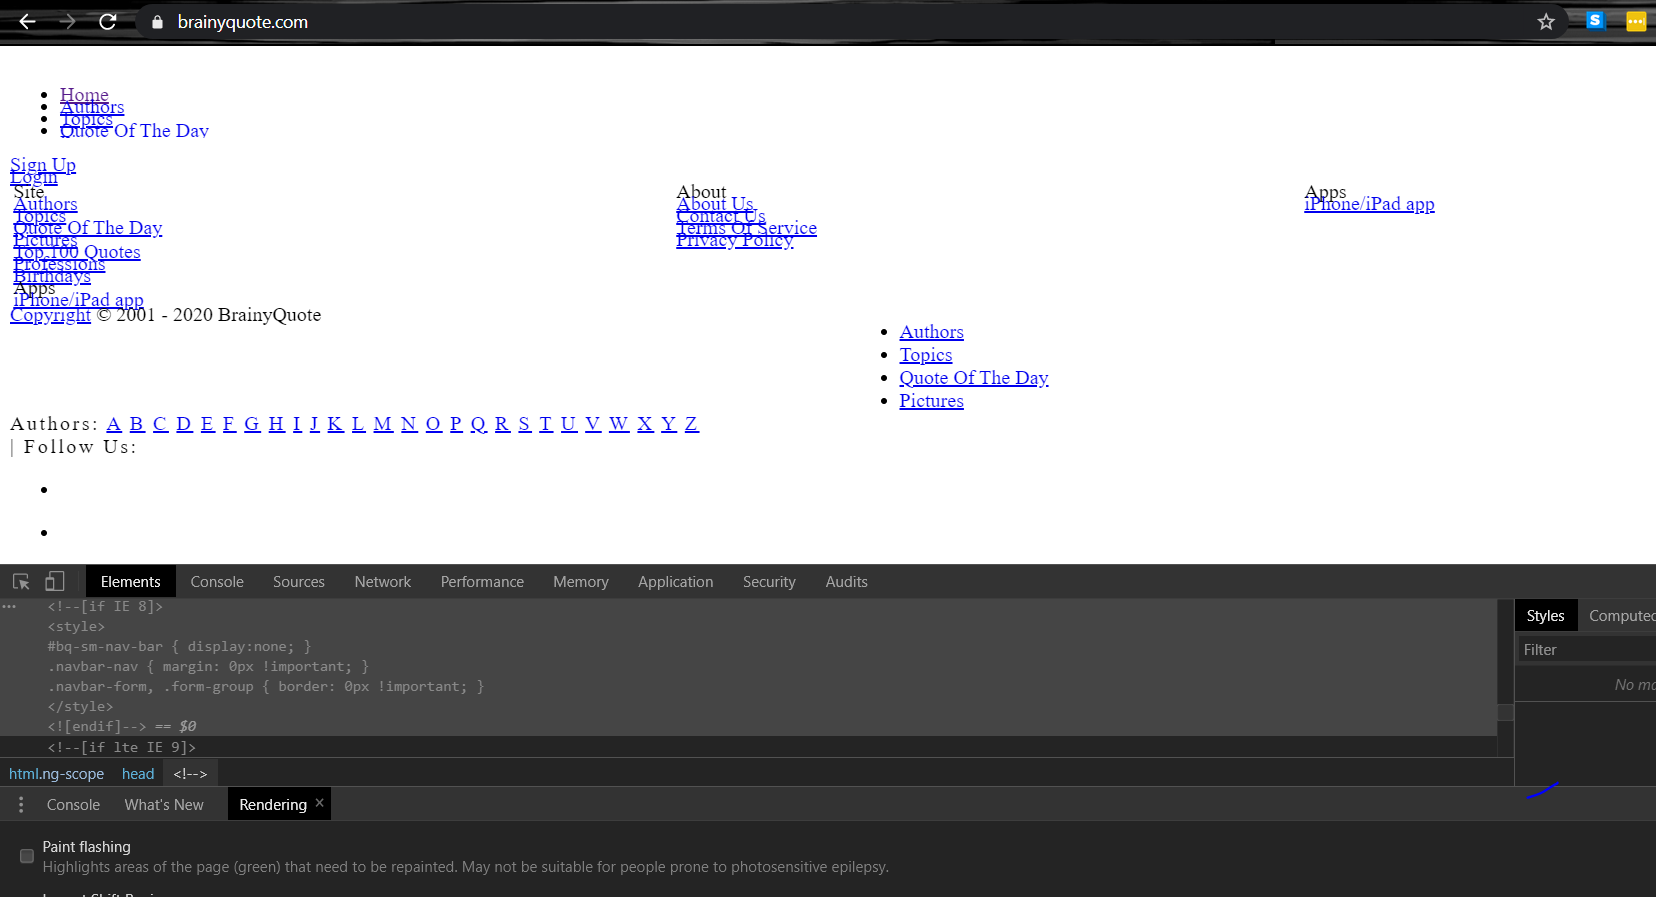 brainyquote.com
S
Home
Authors
Topics
Quote Of The Day
Sign Up
Login
Site
Authors
Topics
Quote Of The Day
Pictures
Top 100 Quotes
Professions
Birthdays
Apps
iPhone/iPad app
About
About Us
Contact Us
Terms Of Service
Privacy Policy
Apps
iPhone/iPad app
Copyright © 2001 - 2020 BrainyQuote
Authors
Topics
Quote Of The Day
Pictures
Authors: A B C D E F G H I J K L M N O P Q R S T U V W X Y Z
| Follow Us:
Elements Console Sources Network Performance Memory Application Security Audits
<!--[if IE 8]>
<style>
#bq-sm-nav-bar { display:none; }
.navbar-nav { margin: 0px !important; }
.navbar-form, .form-group { border: 0px !important; }
</style>
<![endif]--> == $0
<!--[if lte IE 9]>
html.ng-scope head <!-->
Styles Computed
Filter
No ma
Console What's New Rendering ×
Paint flashing
Highlights areas of the page (green) that need to be repainted. May not be suitable for people prone to photosensitive epilepsy.